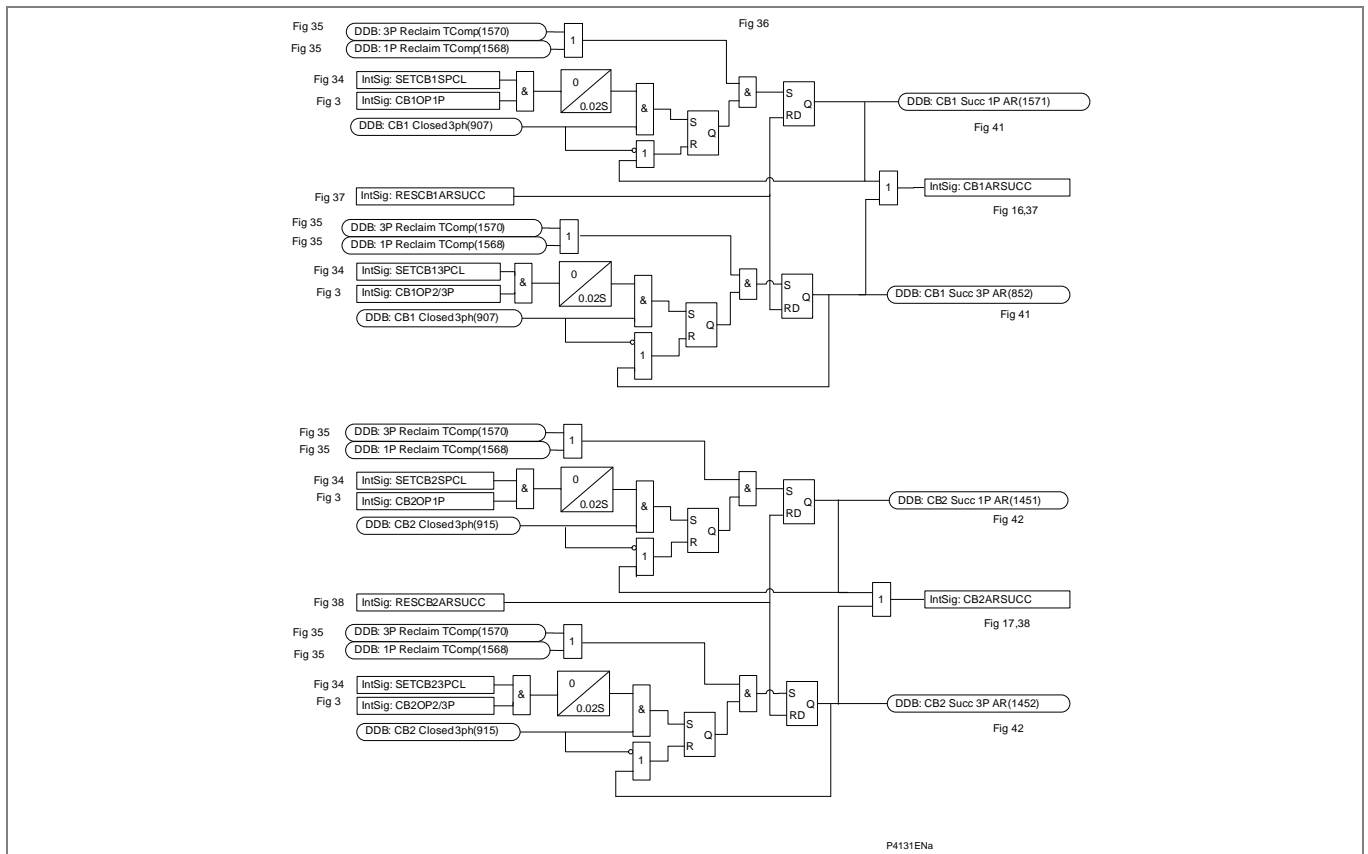 Fig 36
Fig 35 DDB: 3P Reclaim TComp(1570)
Fig 35 DDB: 1P Reclaim TComp(1568)
1
Fig 34 IntSig: SETCB1SPCL
Fig 3 IntSig: CB1OP1P
&
0
0.02S
&
&
S
Q
RD
DDB: CB1 Succ 1P AR(1571)
Fig 41
DDB: CB1 Closed3ph(907)
S
Q
R
1
Fig 37 IntSig: RESCB1ARSUCC
1
IntSig: CB1ARSUCC
Fig 16,37
Fig 35 DDB: 3P Reclaim TComp(1570)
Fig 35 DDB: 1P Reclaim TComp(1568)
1
Fig 34 IntSig: SETCB13PCL
Fig 3 IntSig: CB1OP2/3P
&
0
0.02S
&
&
S
Q
RD
DDB: CB1 Succ 3P AR(852)
Fig 41
DDB: CB1 Closed3ph(907)
S
Q
R
1
Fig 35 DDB: 3P Reclaim TComp(1570)
Fig 35 DDB: 1P Reclaim TComp(1568)
1
Fig 34 IntSig: SETCB2SPCL
Fig 3 IntSig: CB2OP1P
&
0
0.02S
&
&
S
Q
RD
DDB: CB2 Succ 1P AR(1451)
Fig 42
DDB: CB2 Closed3ph(915)
S
Q
R
1
Fig 38 IntSig: RESCB2ARSUCC
1
IntSig: CB2ARSUCC
Fig 17,38
Fig 35 DDB: 3P Reclaim TComp(1570)
Fig 35 DDB: 1P Reclaim TComp(1568)
1
Fig 34 IntSig: SETCB23PCL
Fig 3 IntSig: CB2OP2/3P
&
0
0.02S
&
&
S
Q
RD
DDB: CB2 Succ 3P AR(1452)
Fig 42
DDB: CB2 Closed3ph(915)
S
Q
R
1
P4131ENa